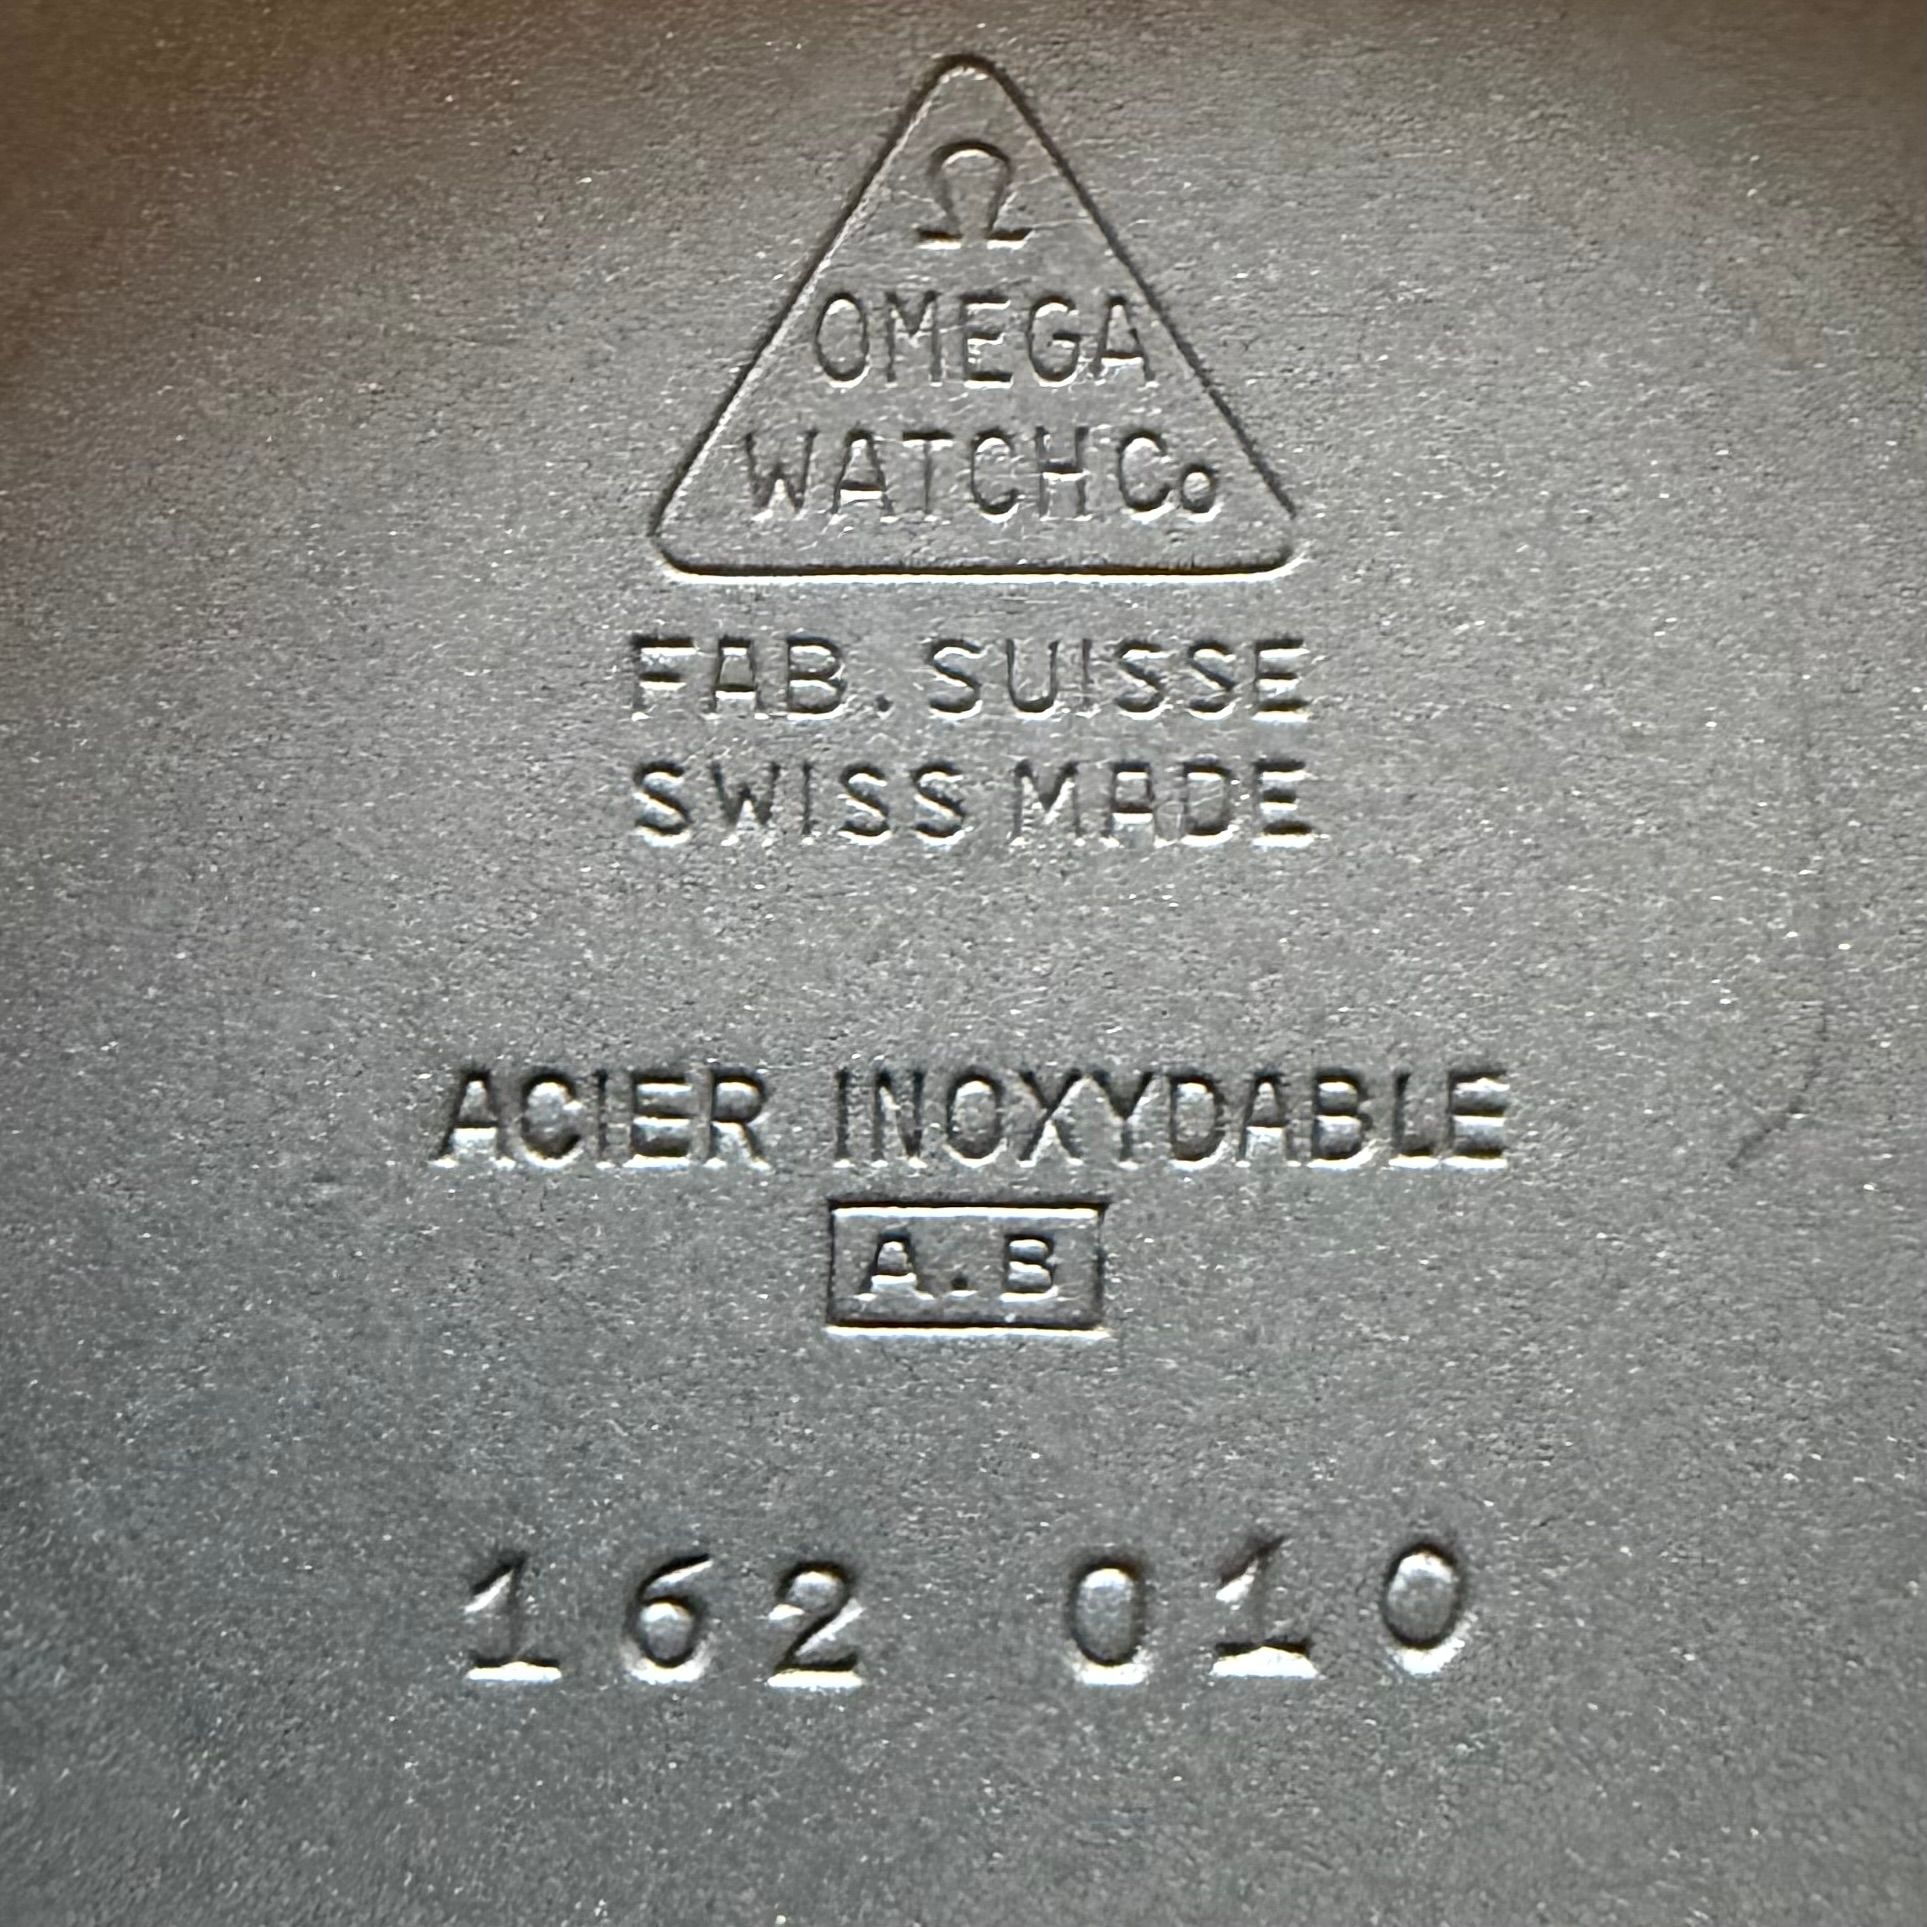 Ω
OMEGA
WATCH Co
FAB. SUISSE
SWISS MADE
ACIER INOXYDABLE
A.B
162 010